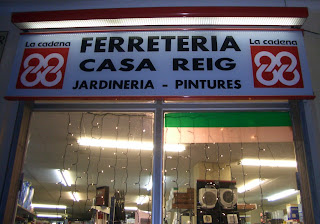 La cadena
FERRETERIA
La cadena
CASA REIG
JARDINERIA - PINTURES